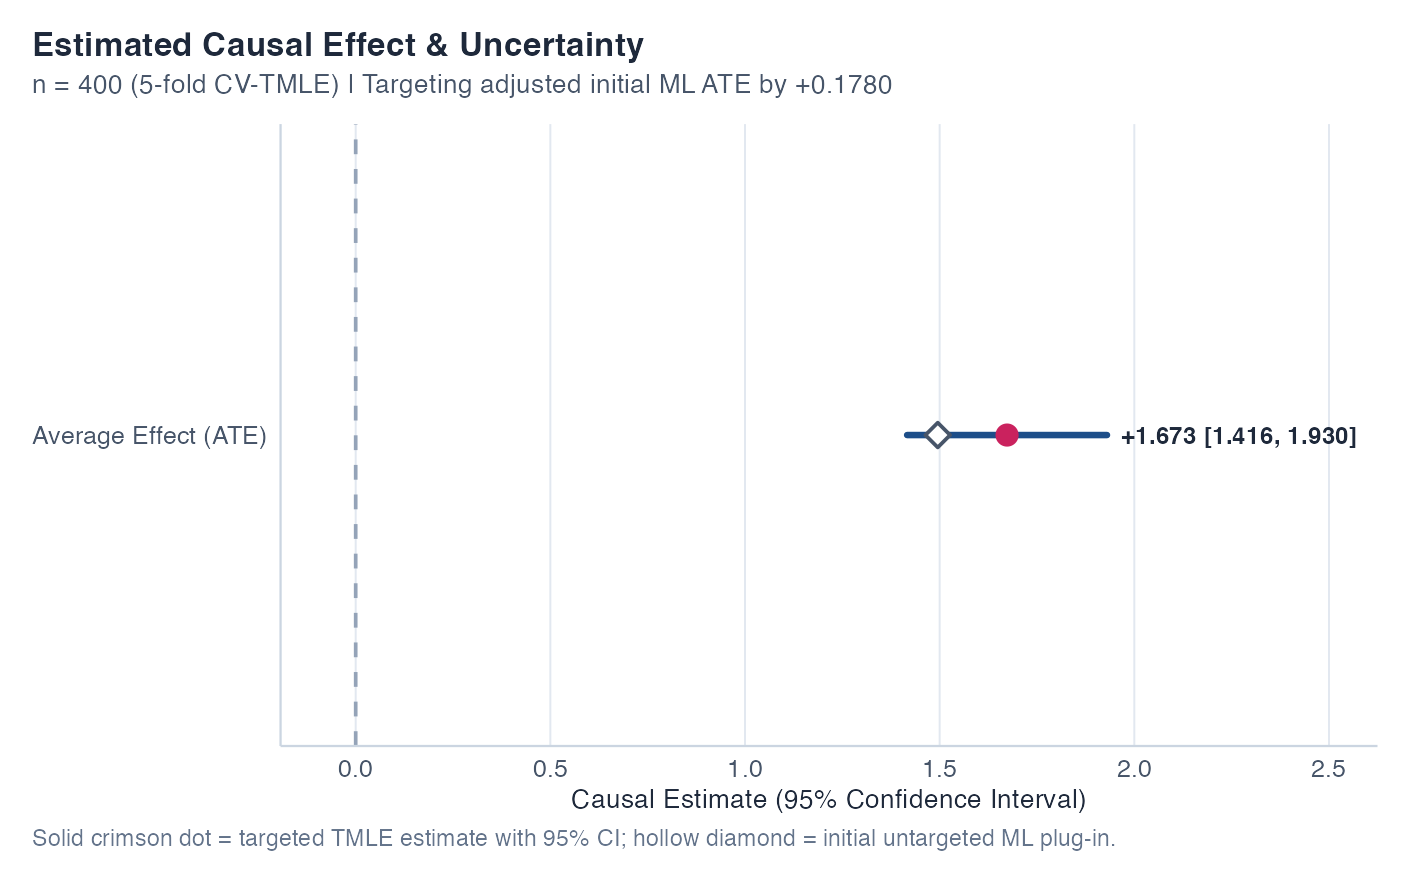 Estimated Causal Effect & Uncertainty
n = 400 (5-fold CV-TMLE) | Targeting adjusted initial ML ATE by +0.1780
Average Effect (ATE)
+1.673 [1.416, 1.930]
0.0 0.5 1.0 1.5 2.0 2.5
Causal Estimate (95% Confidence Interval)
Solid crimson dot = targeted TMLE estimate with 95% CI; hollow diamond = initial untargeted ML plug-in.